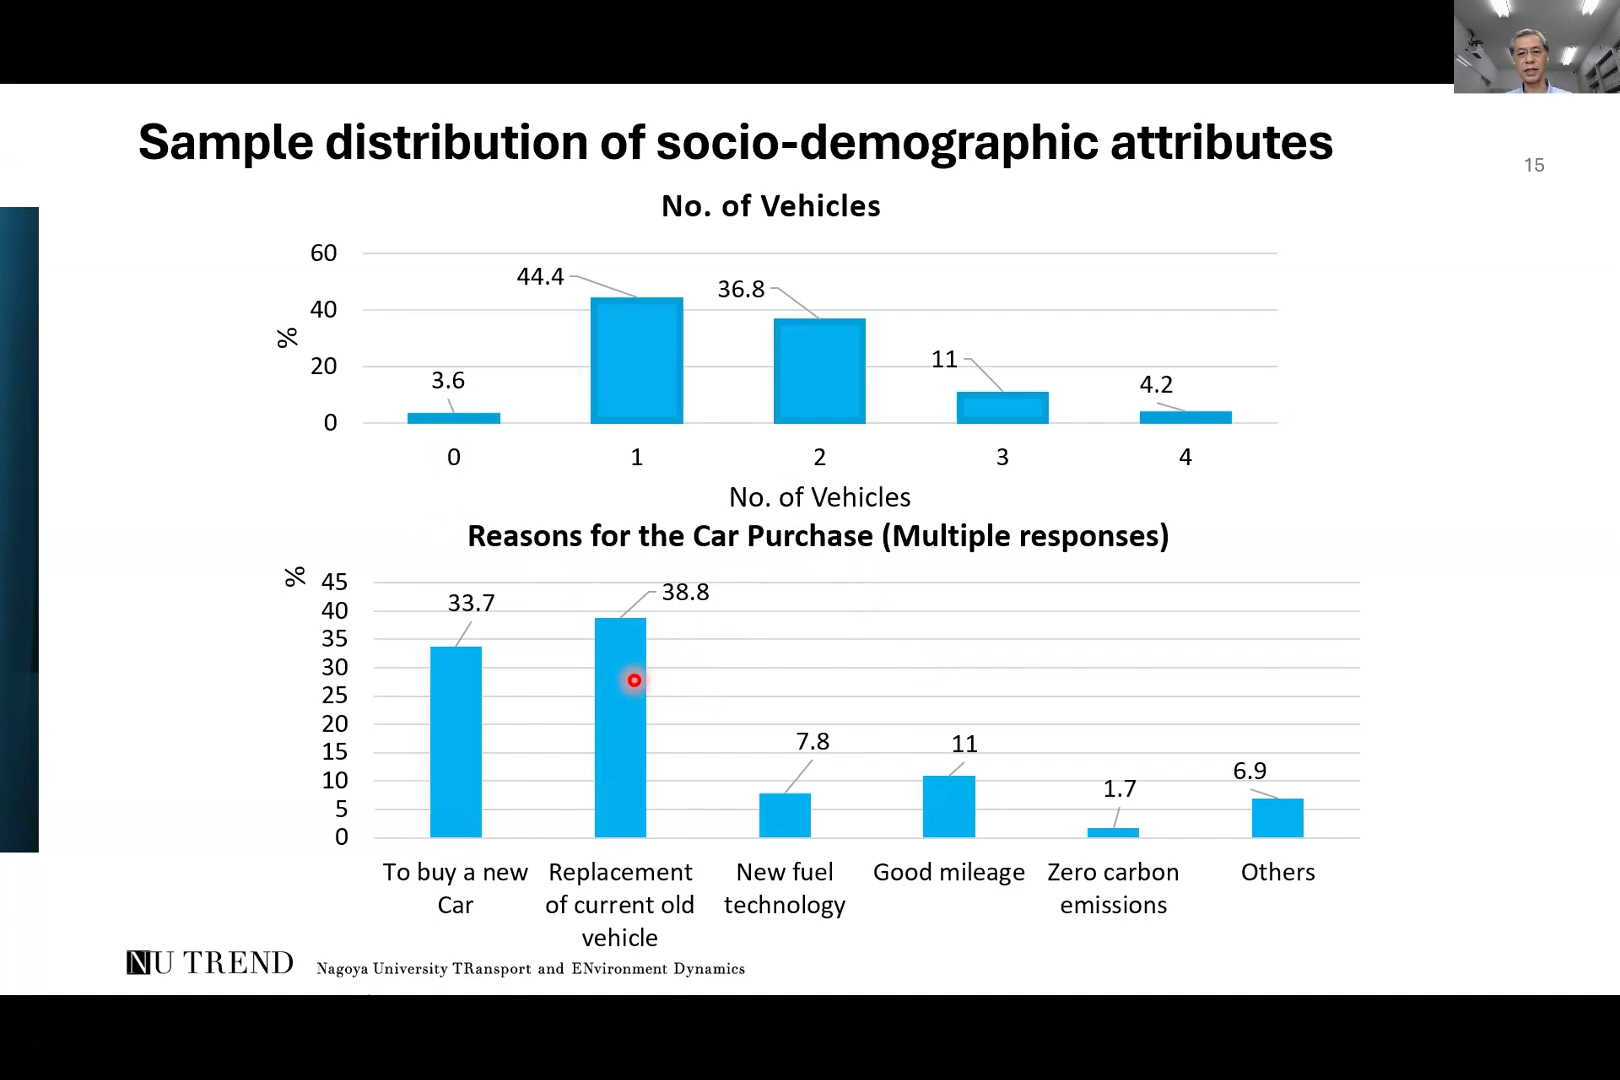 Sample distribution of socio-demographic attributes
15
No. of Vehicles
60
40
20
0
%
44.4
36.8
11
3.6
4.2
0 1 2 3 4
No. of Vehicles
Reasons for the Car Purchase (Multiple responses)
%
45
40
35
30
25
20
15
10
5
0
33.7
38.8
7.8
11
1.7
6.9
To buy a new
Car
Replacement
of current old
vehicle
New fuel
technology
Good mileage
Zero carbon
emissions
Others
NU TREND
Nagoya University TRansport and ENvironment Dynamics